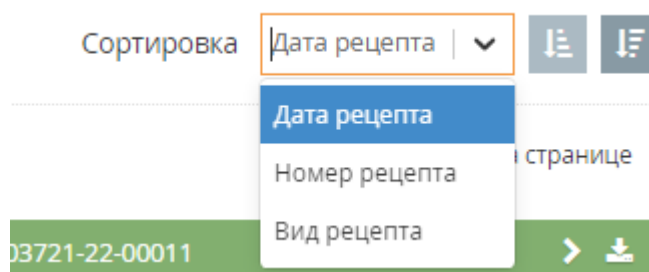 Сортировка Дата рецепта
Дата рецепта
странице
Номер рецепта
Вид рецепта
03721-22-00011